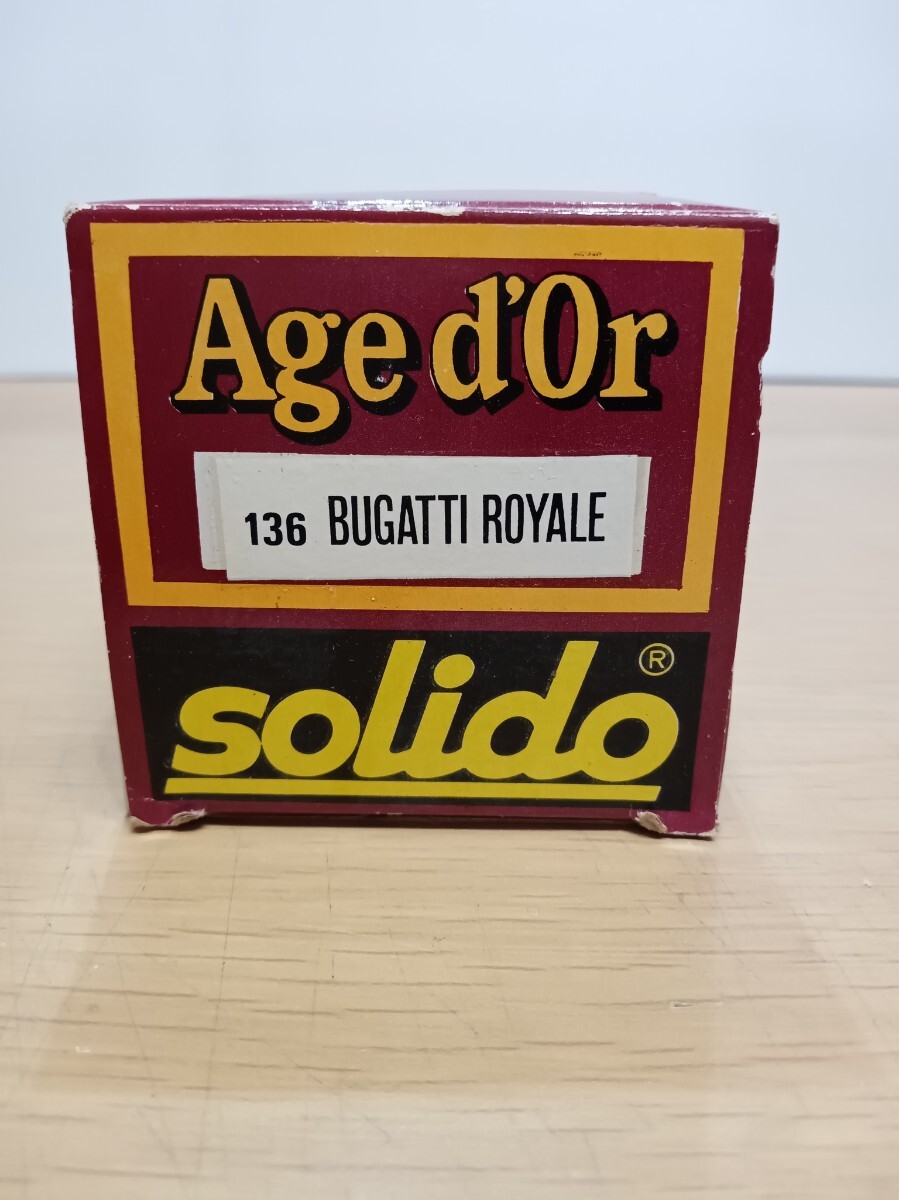 Age d'Or
136 BUGATTI ROYALE
solido ®